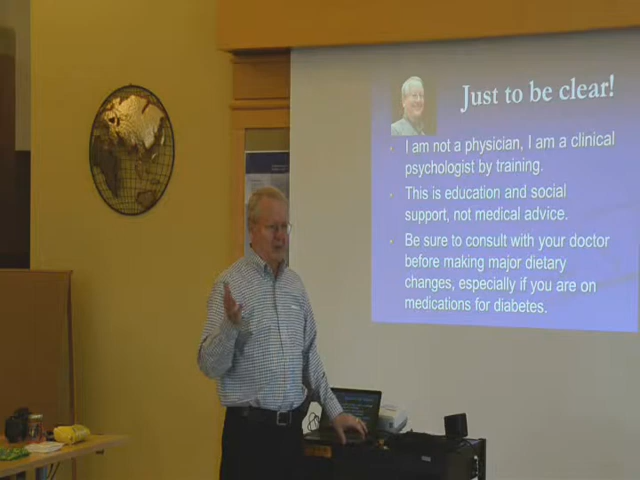 Just to be clear!
I am not a physician, I am a clinical
psychologist by training.
This is education and social
support, not medical advice.
Be sure to consult with your doctor
before making major dietary
changes, especially if you are on
medications for diabetes.